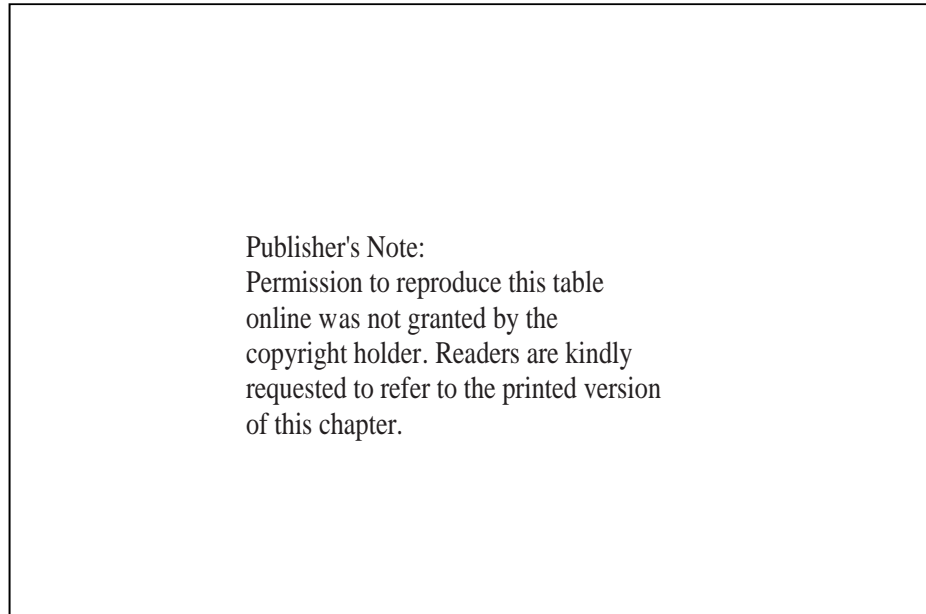 Publisher's Note:
Permission to reproduce this table
online was not granted by the
copyright holder. Readers are kindly
requested to refer to the printed version
of this chapter.